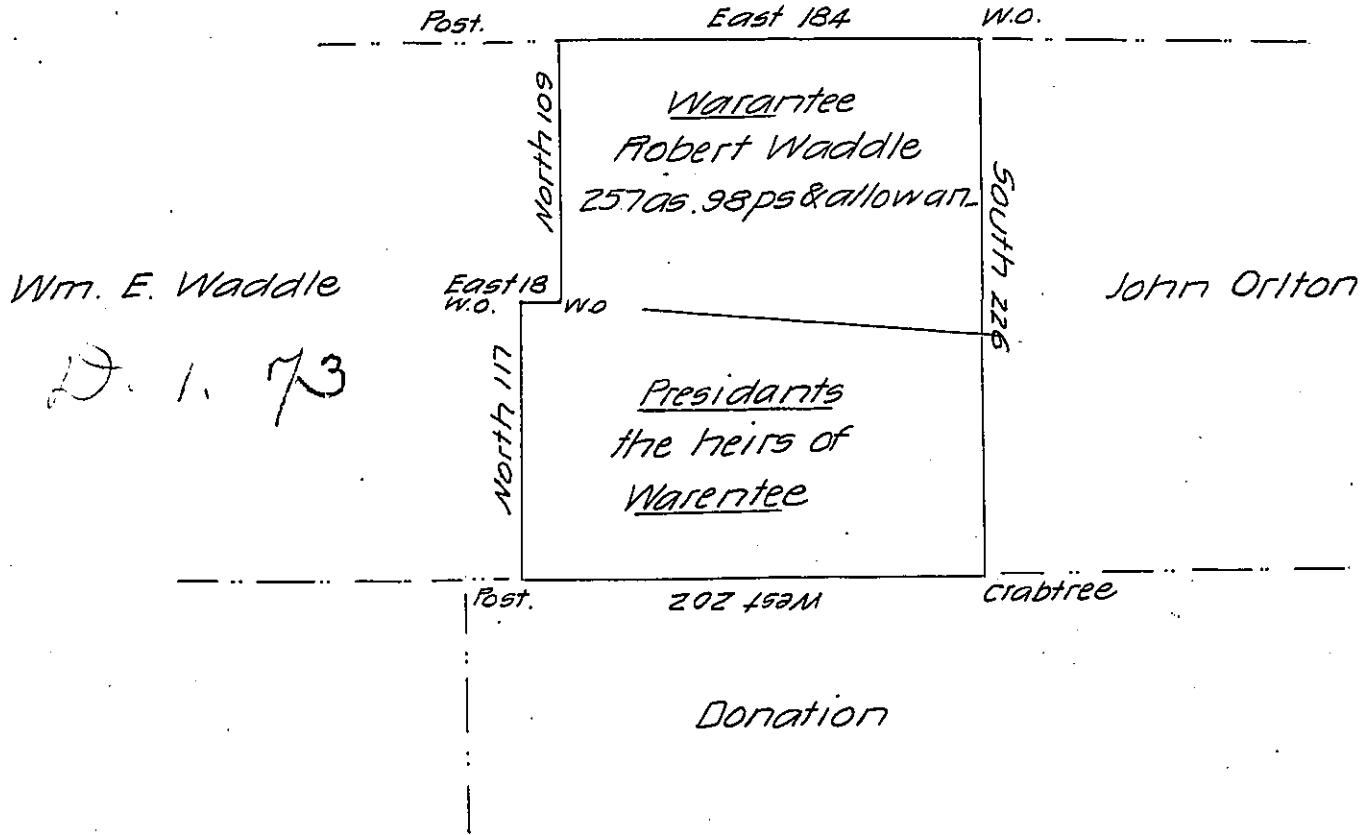 Post.
East 184
W.O.
North 109
Warantee
Robert Waddle
257as.98ps&allowan
South 226
Wm. E. Waddle
East 18
W.O.
W.O
John Orlton
D. 1. 73
North 117
Presidants
the heirs of
Warentee
Post.
West 202
crabtree
Donation